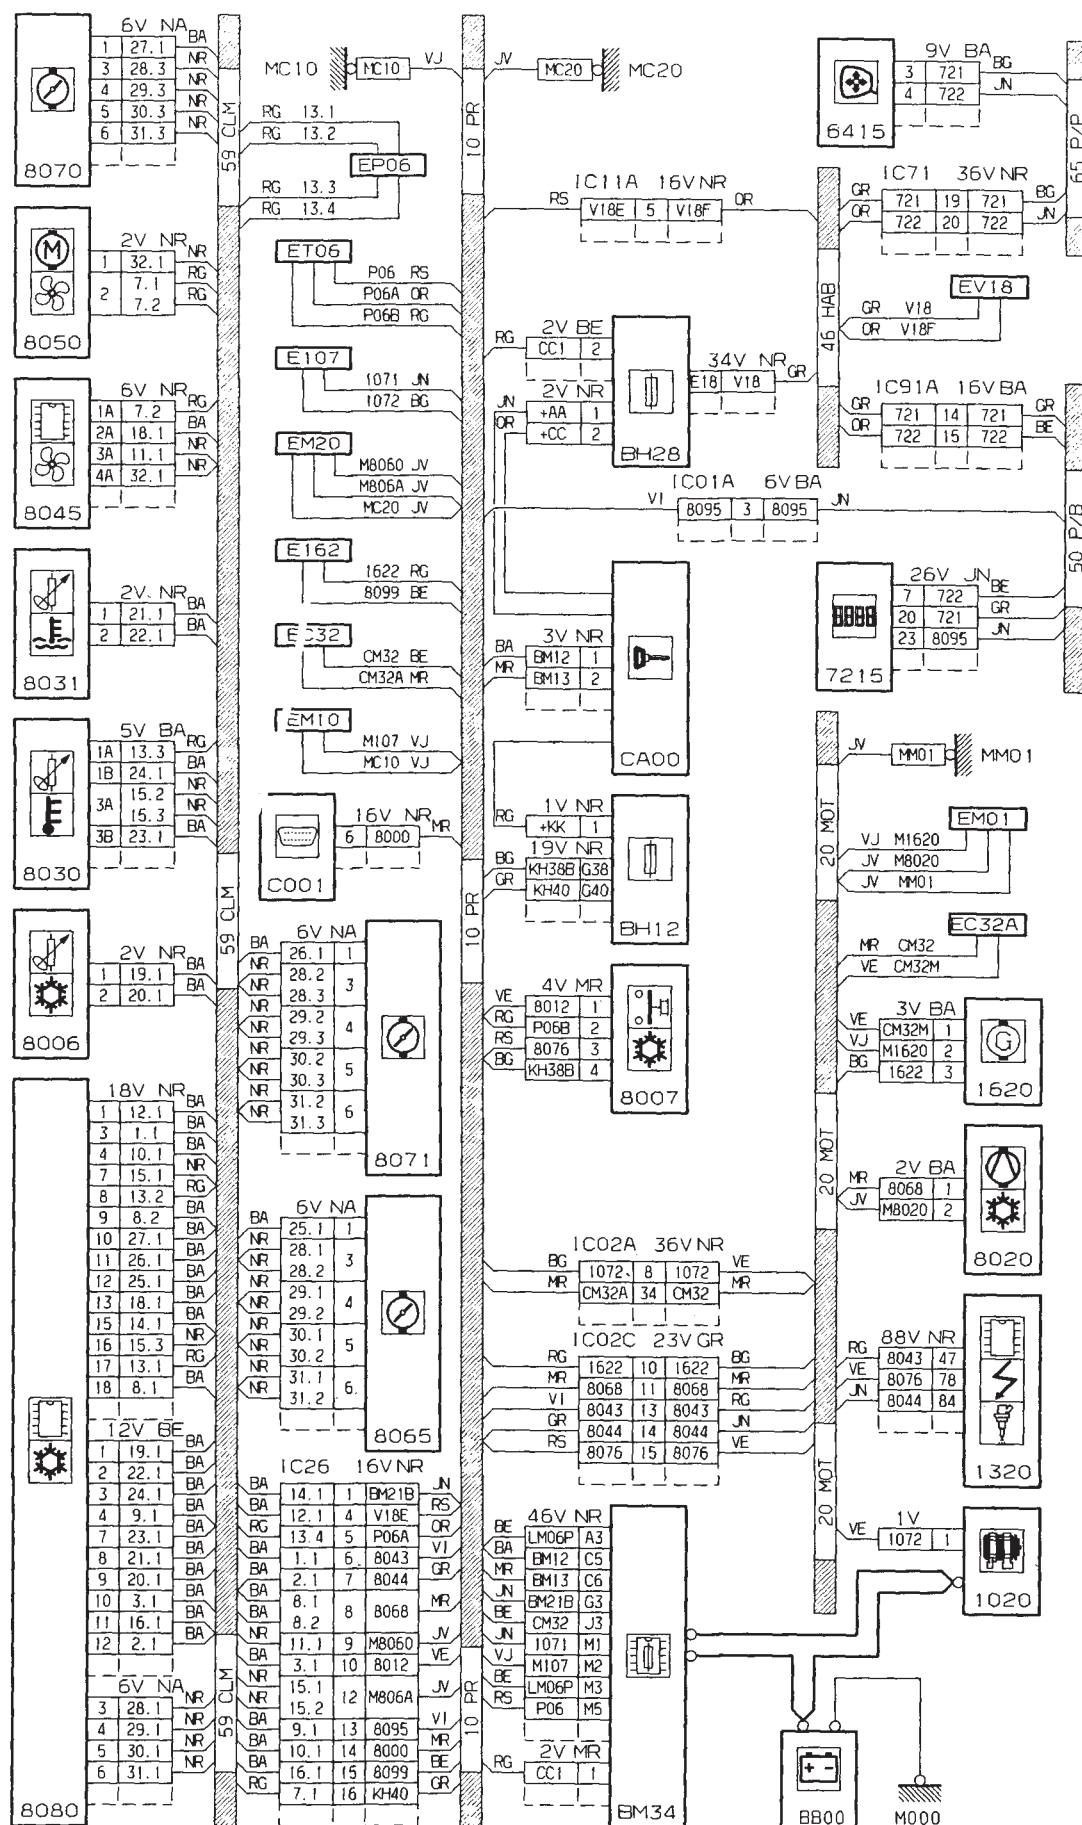 6V NA
1 27.1 BA
3 28.3 NR
4 29.3 NR
5 30.3 NR
6 31.3 NR
8070
2V NR
1 32.1 NR
2 7.1 RG
7.2 RG
8050
6V NR
1A 7.2 RG
2A 18.1 BA
3A 11.1 NR
4A 32.1 NR
8045
2V NR
1 21.1 BA
2 22.1 BA
8031
5V BA
1A 13.3 RG
1B 24.1 BA
3A 15.2 NR
15.3 NR
3B 23.1 BA
8030
2V NR
1 19.1 BA
2 20.1 BA
8006
18V NR
1 12.1 BA
3 1.1 BA
4 10.1 BA
7 15.1 NR
8 13.2 RG
9 8.2 BA
10 27.1 BA
11 26.1 BA
12 25.1 BA
13 18.1 BA
15 14.1 BA
16 15.3 NR
17 13.1 RG
18 8.1 BA
12V BE
1 19.1 BA
2 22.1 BA
3 24.1 BA
4 9.1 BA
7 23.1 BA
8 21.1 BA
9 20.1 BA
10 3.1 BA
11 16.1 BA
12 2.1 BA
6V NA
3 28.1 NR
4 29.1 NR
5 30.1 NR
6 31.1 NR
8080
59 CLM
59 CLM
59 CLM
MC10 MC10 VJ
RG 13.1
RG 13.2
EP06
RG 13.3
RG 13.4
ET06
P06 RS
P06A OR
P06B RG
E107
1071 JN
1072 BG
EM20
M8060 JV
M806A JV
MC20 JV
E162
1622 RG
8099 BE
EC32
CM32 BE
CM32A MR
EM10
M107 VJ
MC10 VJ
16V NR
6 8000 MR
C001
6V NA
BA 26.1 1
NR 28.2 3
NR 28.3
NR 29.2 4
NR 29.3
NR 30.2 5
NR 30.3
NR 31.2 6
NR 31.3
8071
6V NA
BA 25.1 1
NR 28.1 3
NR 28.2
NR 29.1 4
NR 29.2
NR 30.1 5
NR 30.2
NR 31.1 6
NR 31.2
8065
IC26 16V NR
BA 14.1 1 BM21B JN
BA 12.1 4 V18E RS
RG 13.4 5 P06A OR
BA 1.1 6 8043 VI
BA 2.1 7 8044 GR
BA 8.1 8 8068 MR
BA 8.2
NR 11.1 9 M8060 JV
BA 3.1 10 8012 VE
NR 15.1 12 M806A JV
NR 15.2
BA 9.1 13 8095 VI
BA 10.1 14 8000 MR
BA 16.1 15 8099 BE
RG 7.1 16 KH40 GR
10 PR
10 PR
10 PR
JV MC20 MC20
IC11A 16V NR
RS V18E 5 V18F OR
2V BE
RG CC1 2
2V NR
JN +AA 1
OR +CC 2
34V NR
E18 V18 GR
BH28
IC01A 6V BA
VI 8095 3 8095 JN
3V NR
BA BM12 1
MR BM13 2
CA00
1V NR
RG +KK 1
19V NR
BG KH38B G38
GR KH40 G40
BH12
4V MR
VE 8012 1
RG P06B 2
RS 8076 3
BG KH38B 4
8007
IC02A 36V NR
BG 1072 8 1072 VE
MR CM32A 34 CM32 MR
IC02C 23V GR
RG 1622 10 1622 BG
MR 8068 11 8068 MR
VI 8043 13 8043 RG
GR 8044 14 8044 JN
RS 8076 15 8076 VE
46V NR
BE LM06P A3
BA BM12 C5
MR BM13 C6
JN BM21B G3
BE CM32 J3
JN 1071 M1
VJ M107 M2
BE LM06P M3
RS P06 M5
2V MR
RG CC1 1
BM34
9V BA
3 721 BG
4 722 JN
6415
65 P/P
IC71 36V NR
GR 721 19 721 BG
OR 722 20 722 JN
EV18
GR V18
OR V18F
46 HAB
IC91A 16V BA
GR 721 14 721 GR
OR 722 15 722 BE
50 P/B
26V JN
7 722 BE
20 721 GR
23 8095 JN
7215
JV MM01 MM01
EM01
VJ M1620
JV M8020
JV MM01
20 MOT
EC32A
MR CM32
VE CM32M
3V BA
VE CM32M 1
VJ M1620 2
BG 1622 3
G
1620
20 MOT
2V BA
MR 8068 1
JV M8020 2
8020
88V NR
RG 8043 47
VE 8076 78
JN 8044 84
1320
20 MOT
1V
VE 1072 1
1020
BB00
M000
M